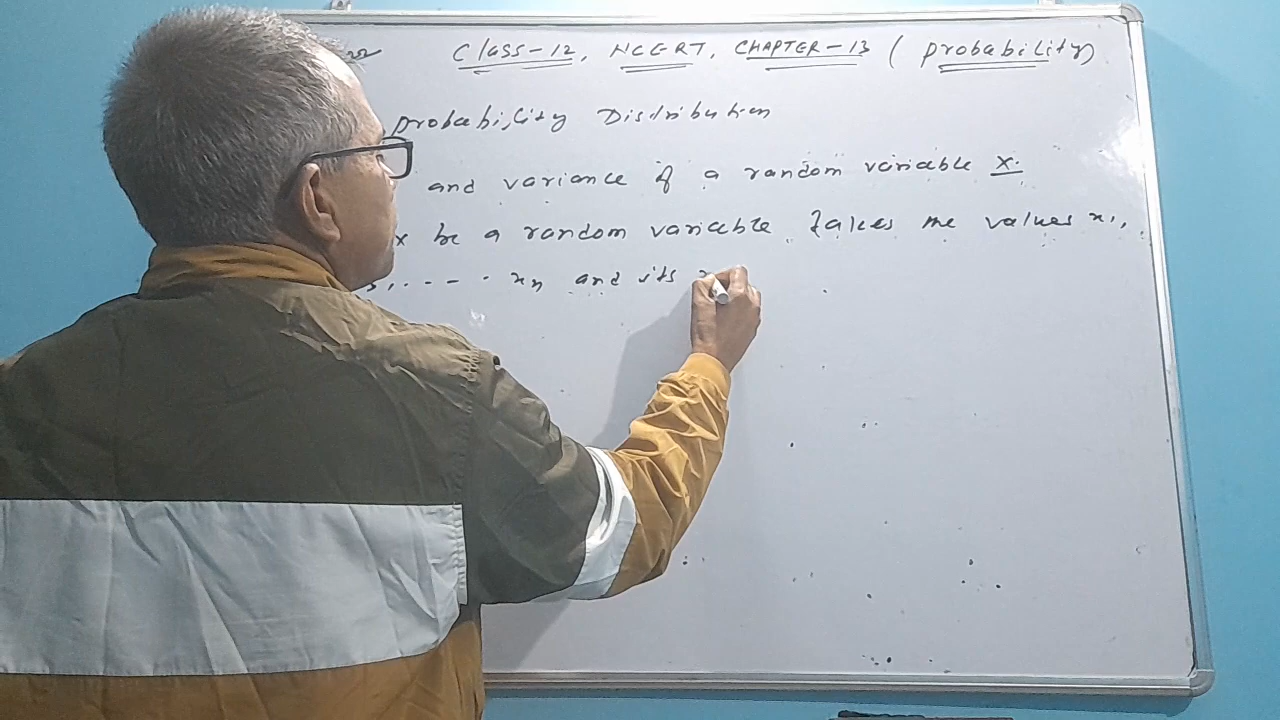 Class-12, NCERT, CHAPTER-13 (Probability)
Probability Distribution
and variance of a random variable X.
X be a random variable takes the values x₁,
, . . - - . xₙ and its